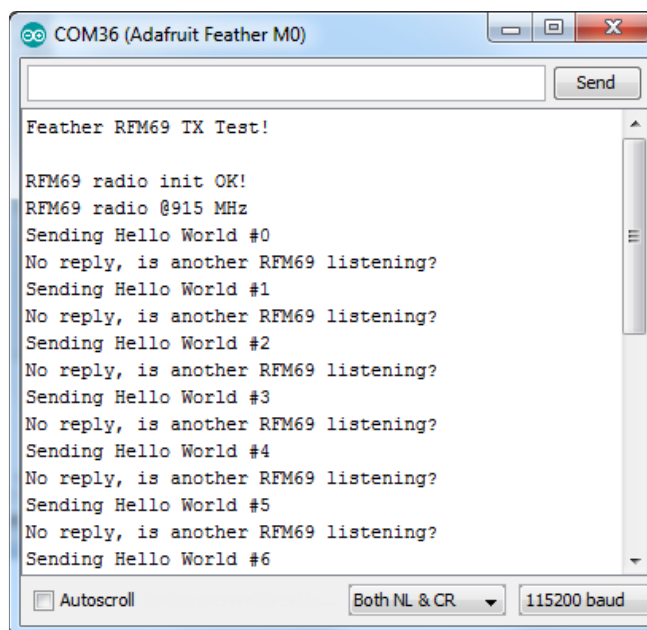 COM36 (Adafruit Feather M0)
Send
Feather RFM69 TX Test!
RFM69 radio init OK!
RFM69 radio @915 MHz
Sending Hello World #0
No reply, is another RFM69 listening?
Sending Hello World #1
No reply, is another RFM69 listening?
Sending Hello World #2
No reply, is another RFM69 listening?
Sending Hello World #3
No reply, is another RFM69 listening?
Sending Hello World #4
No reply, is another RFM69 listening?
Sending Hello World #5
No reply, is another RFM69 listening?
Sending Hello World #6
Autoscroll Both NL & CR 115200 baud